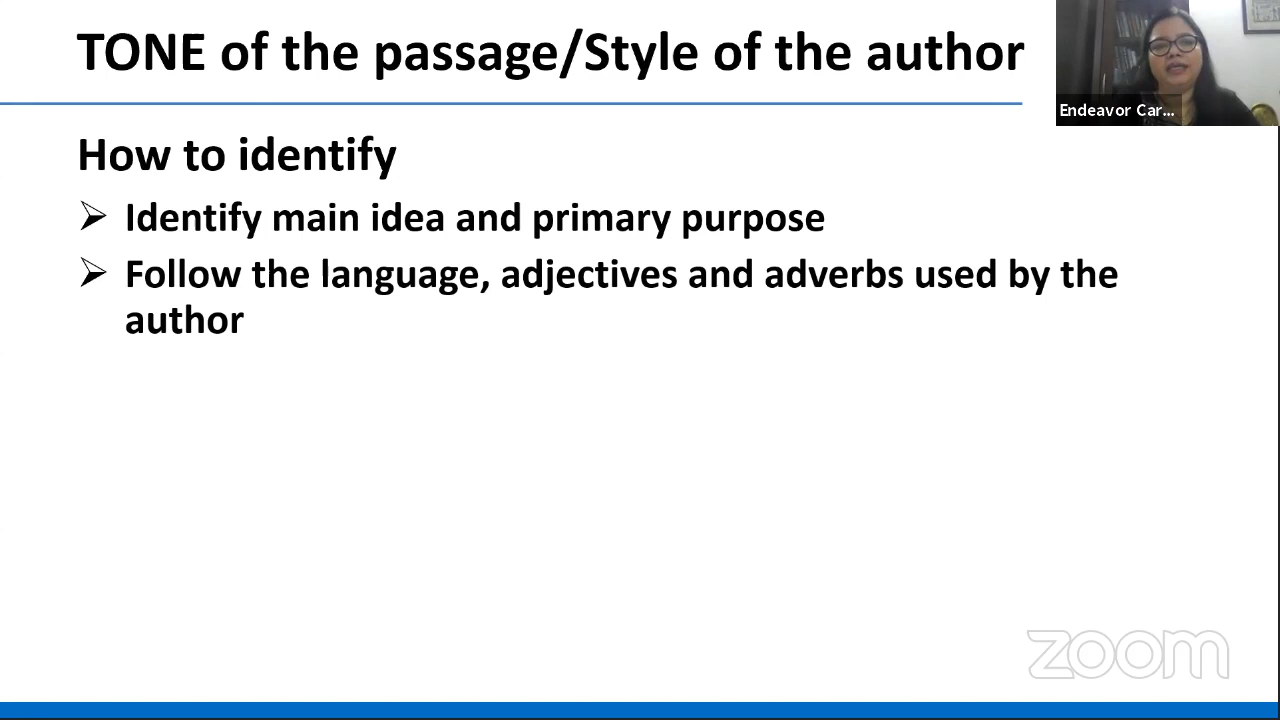 TONE of the passage/Style of the author
Endeavor Car...
How to identify
➢ Identify main idea and primary purpose
➢ Follow the language, adjectives and adverbs used by the
author
zoom